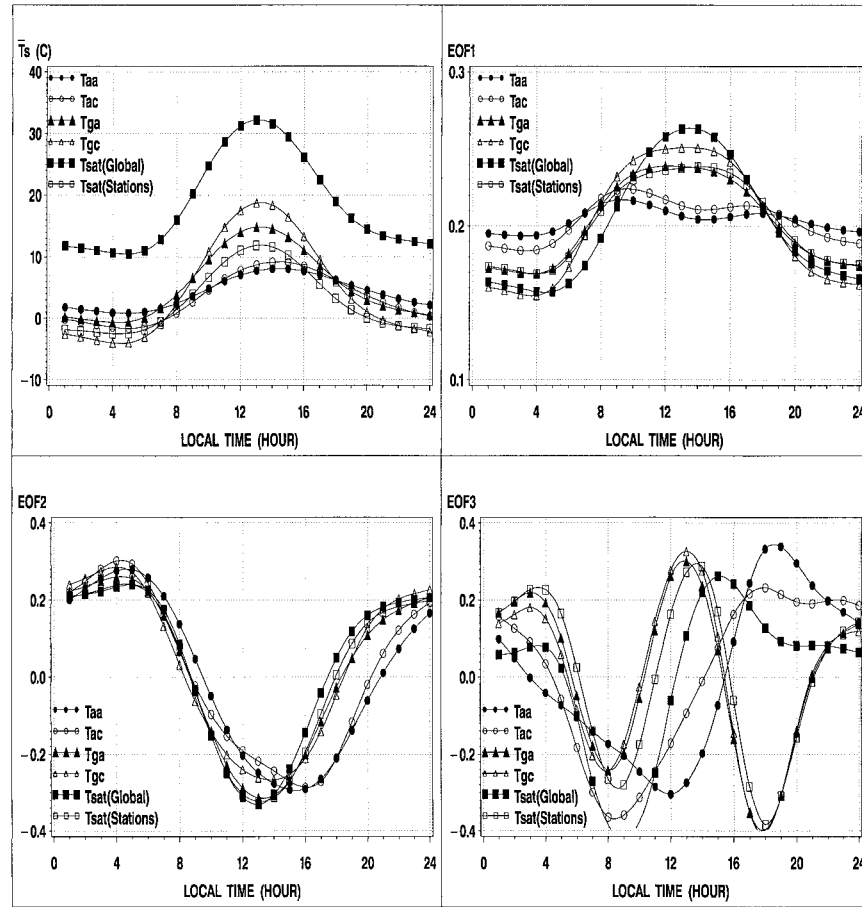 T̄s (C)
40
30
20
10
0
−10
Taa
Tac
Tga
Tgc
Tsat(Global)
Tsat(Stations)
0 4 8 12 16 20 24
LOCAL TIME (HOUR)
EOF1
0.3
0.2
0.1
Taa
Tac
Tga
Tgc
Tsat(Global)
Tsat(Stations)
0 4 8 12 16 20 24
LOCAL TIME (HOUR)
EOF2
0.4
0.2
0.0
−0.2
−0.4
Taa
Tac
Tga
Tgc
Tsat(Global)
Tsat(Stations)
0 4 8 12 16 20 24
LOCAL TIME (HOUR)
EOF3
0.4
0.2
0.0
−0.2
−0.4
Taa
Tac
Tga
Tgc
Tsat(Global)
Tsat(Stations)
0 4 8 12 16 20 24
LOCAL TIME (HOUR)